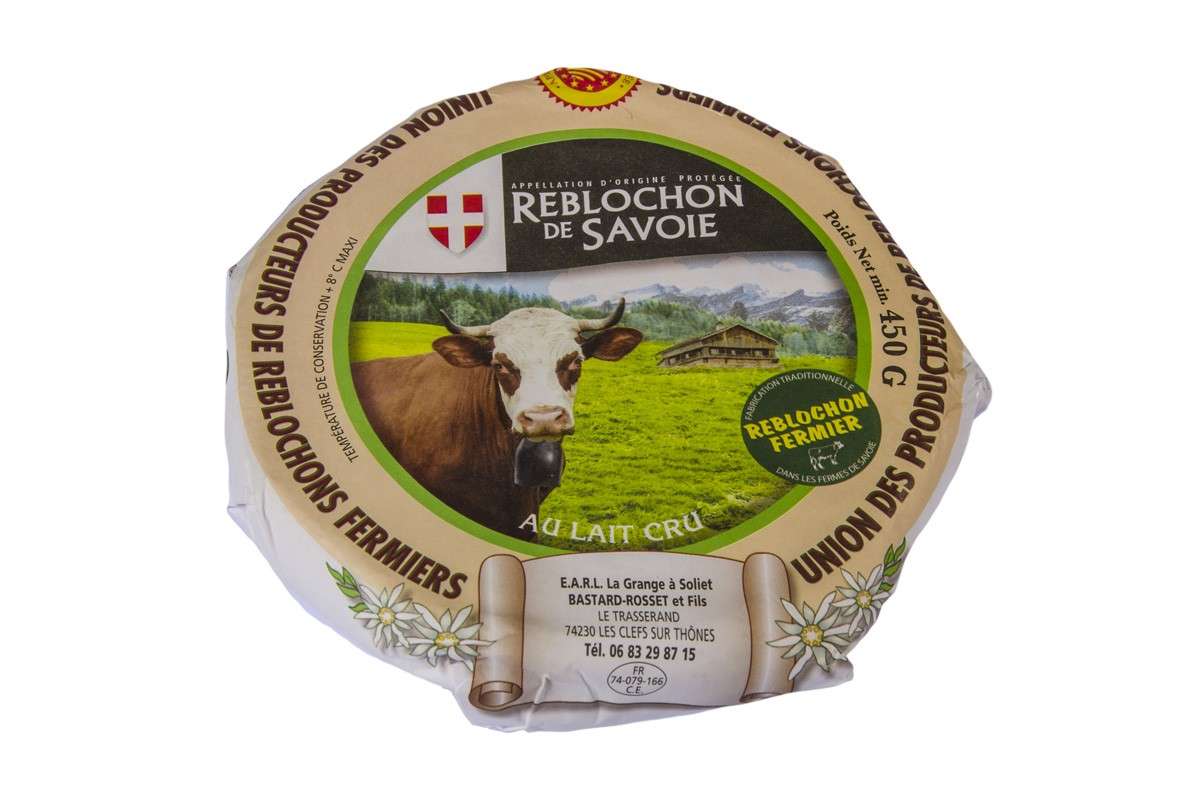 UNION DES PRODUCTEURS DE REBLOCHONS FERMIERS
UNION DES PRODUCTEURS DE REBLOCHONS FERMIERS
APPELLATION D'ORIGINE PROTÉGÉE
REBLOCHON
DE SAVOIE
TEMPÉRATURE DE CONSERVATION + 8° C MAXI
Poids Net min. 450 G
FABRICATION TRADITIONNELLE
REBLOCHON
FERMIER
DANS LES FERMES DE SAVOIE
AU LAIT CRU
E.A.R.L. La Grange à Soliet
BASTARD-ROSSET et Fils
LE TRASSERAND
74230 LES CLEFS SUR THÔNES
Tél. 06 83 29 87 15
FR
74-079-166
C.E.